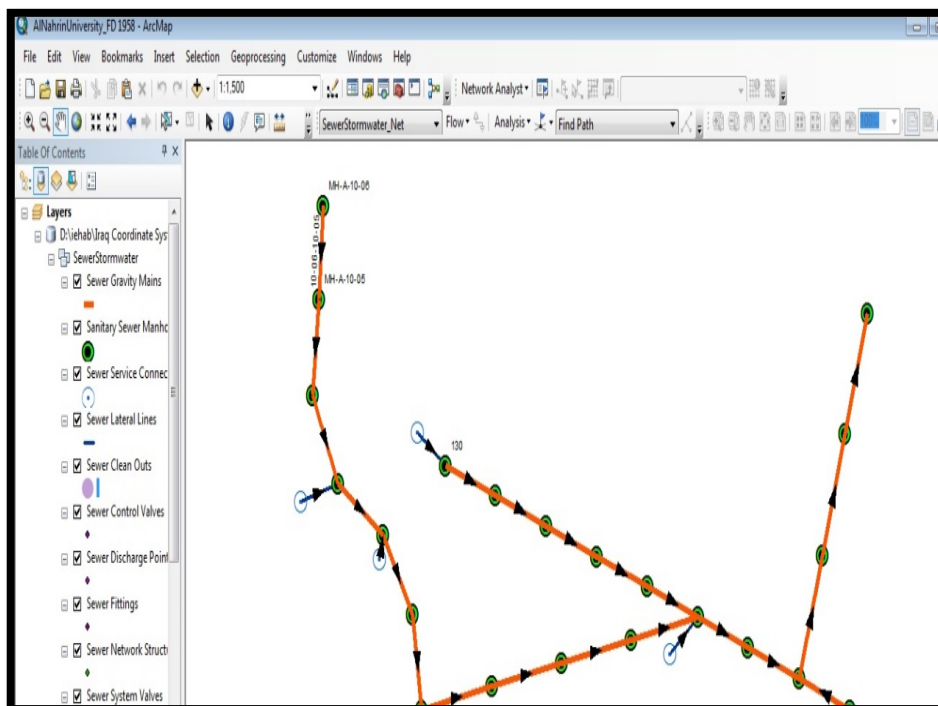 AlNahrinUniversity_FD 1958 - ArcMap
File Edit View Bookmarks Insert Selection Geoprocessing Customize Windows Help
1:1,500 Network Analyst
SewerStormwater_Net Flow Analysis Find Path
Table Of Contents
Layers
D:\iehab\Iraq Coordinate Sys
SewerStormwater
Sewer Gravity Mains
Sanitary Sewer Manho
Sewer Service Connec
Sewer Lateral Lines
Sewer Clean Outs
Sewer Control Valves
Sewer Discharge Point
Sewer Fittings
Sewer Network Structu
Sewer System Valves
MH-A-10-06
10-06-10-05
MH-A-10-05
130